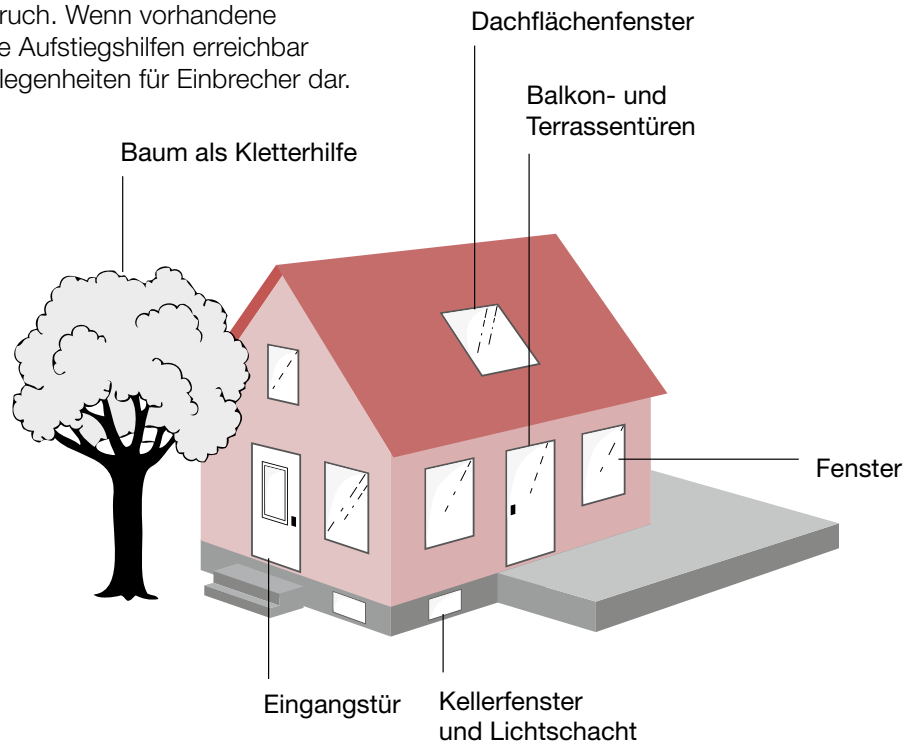 ruch. Wenn vorhandene
e Aufstiegshilfen erreichbar
legenheiten für Einbrecher dar.
Dachflächenfenster
Balkon- und
Terrassentüren
Baum als Kletterhilfe
Fenster
Eingangstür
Kellerfenster
und Lichtschacht